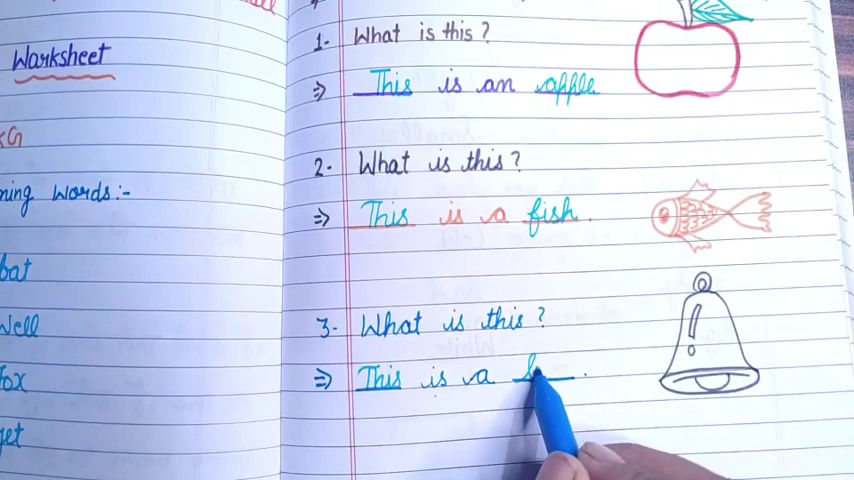 Worksheet
ning words:-
bat
Well
Fox
get
1- What is this?
⇒ This is an apple
2- What is this?
⇒ This is a fish.
3- What is this?
⇒ This is a b